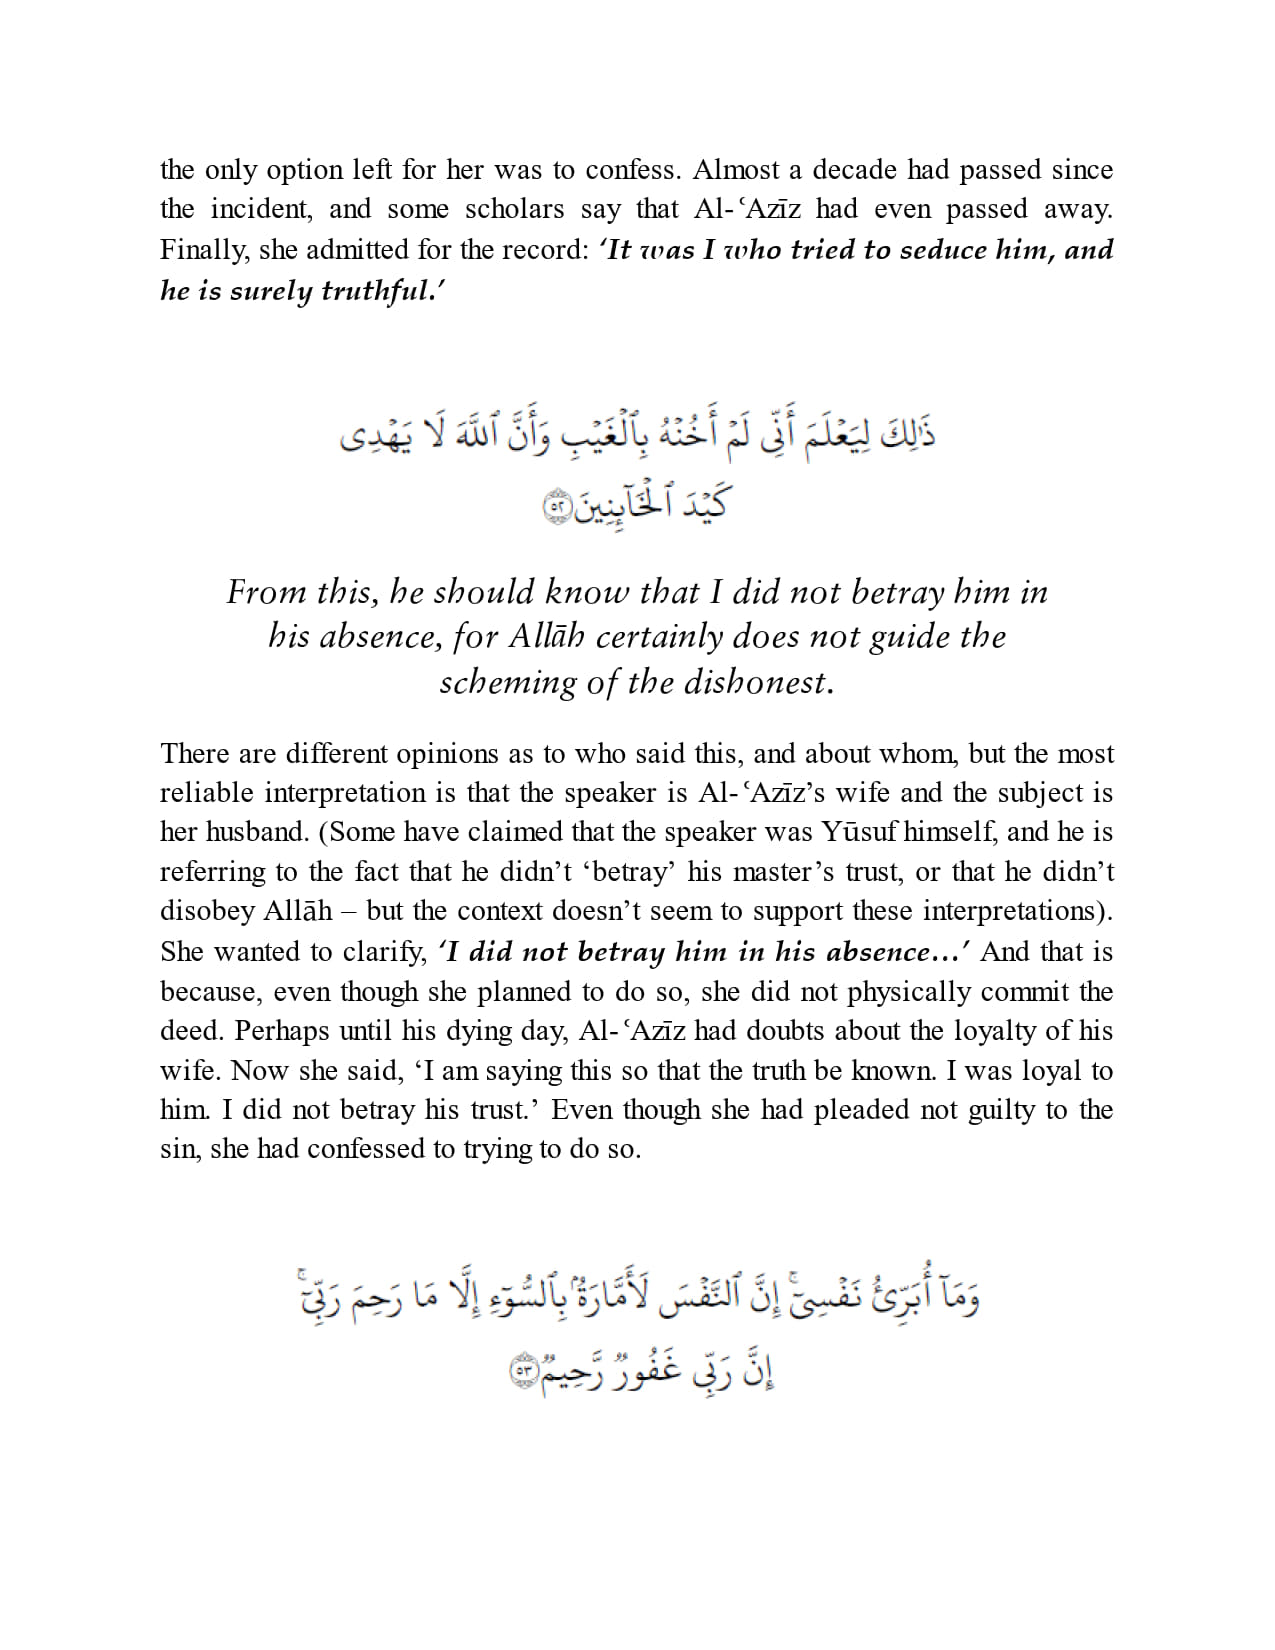 the only option left for her was to confess. Almost a decade had passed since
the incident, and some scholars say that Al-ʿAzīz had even passed away.
Finally, she admitted for the record: ‘It was I who tried to seduce him, and
he is surely truthful.’
ذَٰلِكَ لِيَعْلَمَ أَنِّى لَمْ أَخُنْهُ بِٱلْغَيْبِ وَأَنَّ ٱللَّهَ لَا يَهْدِى
كَيْدَ ٱلْخَآئِنِينَ ٥٢
From this, he should know that I did not betray him in
his absence, for Allāh certainly does not guide the
scheming of the dishonest.
There are different opinions as to who said this, and about whom, but the most
reliable interpretation is that the speaker is Al-ʿAzīz’s wife and the subject is
her husband. (Some have claimed that the speaker was Yūsuf himself, and he is
referring to the fact that he didn’t ‘betray’ his master’s trust, or that he didn’t
disobey Allāh – but the context doesn’t seem to support these interpretations).
She wanted to clarify, ‘I did not betray him in his absence…’ And that is
because, even though she planned to do so, she did not physically commit the
deed. Perhaps until his dying day, Al-ʿAzīz had doubts about the loyalty of his
wife. Now she said, ‘I am saying this so that the truth be known. I was loyal to
him. I did not betray his trust.’ Even though she had pleaded not guilty to the
sin, she had confessed to trying to do so.
وَمَآ أُبَرِّئُ نَفْسِىٓ ۚ إِنَّ ٱلنَّفْسَ لَأَمَّارَةٌۢ بِٱلسُّوٓءِ إِلَّا مَا رَحِمَ رَبِّىٓ ۚ
إِنَّ رَبِّى غَفُورٌ رَّحِيمٌ ٥٣